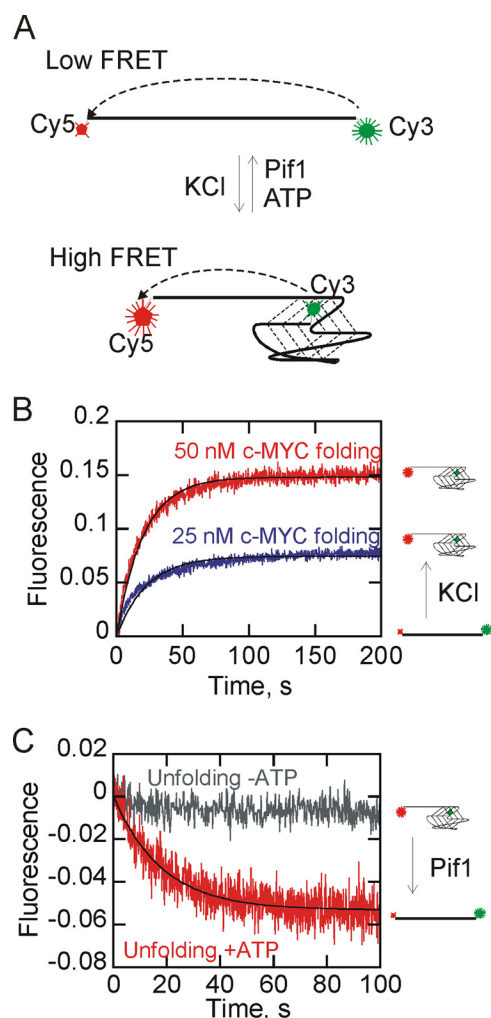 A
Low FRET
Cy5
Cy3
KCl
Pif1
ATP
High FRET
Cy3
Cy5
B
0.2
0.15
0.1
0.05
0
Fluorescence
50 nM c-MYC folding
25 nM c-MYC folding
0 50 100 150 200
Time, s
KCl
C
0.02
0
-0.02
-0.04
-0.06
-0.08
Fluorescence
Unfolding -ATP
Unfolding +ATP
0 20 40 60 80 100
Time, s
Pif1